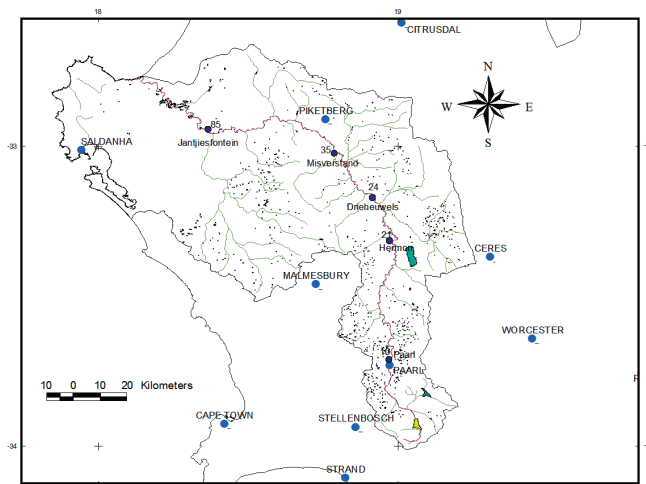 18
19
CITRUSDAL
N
W
E
S
PIKETBERG
85
Jantjiesfontein
SALDANHA
-33
35
Misverstand
24
Drieheuwels
21
Hermon
CERES
MALMESBURY
WORCESTER
Paarl
PAARL
10
0
10
20
Kilometers
CAPE TOWN
STELLENBOSCH
-34
STRAND